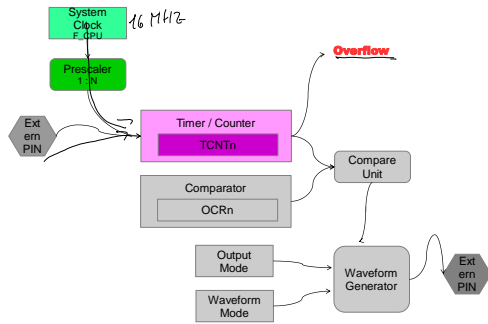 System
Clock
F_CPU
16 MHZ
Prescaler
1 : N
Overflow
Ext
ern
PIN
Timer / Counter
TCNTn
Comparator
OCRn
Compare
Unit
Output
Mode
Waveform
Mode
Waveform
Generator
Ext
ern
PIN